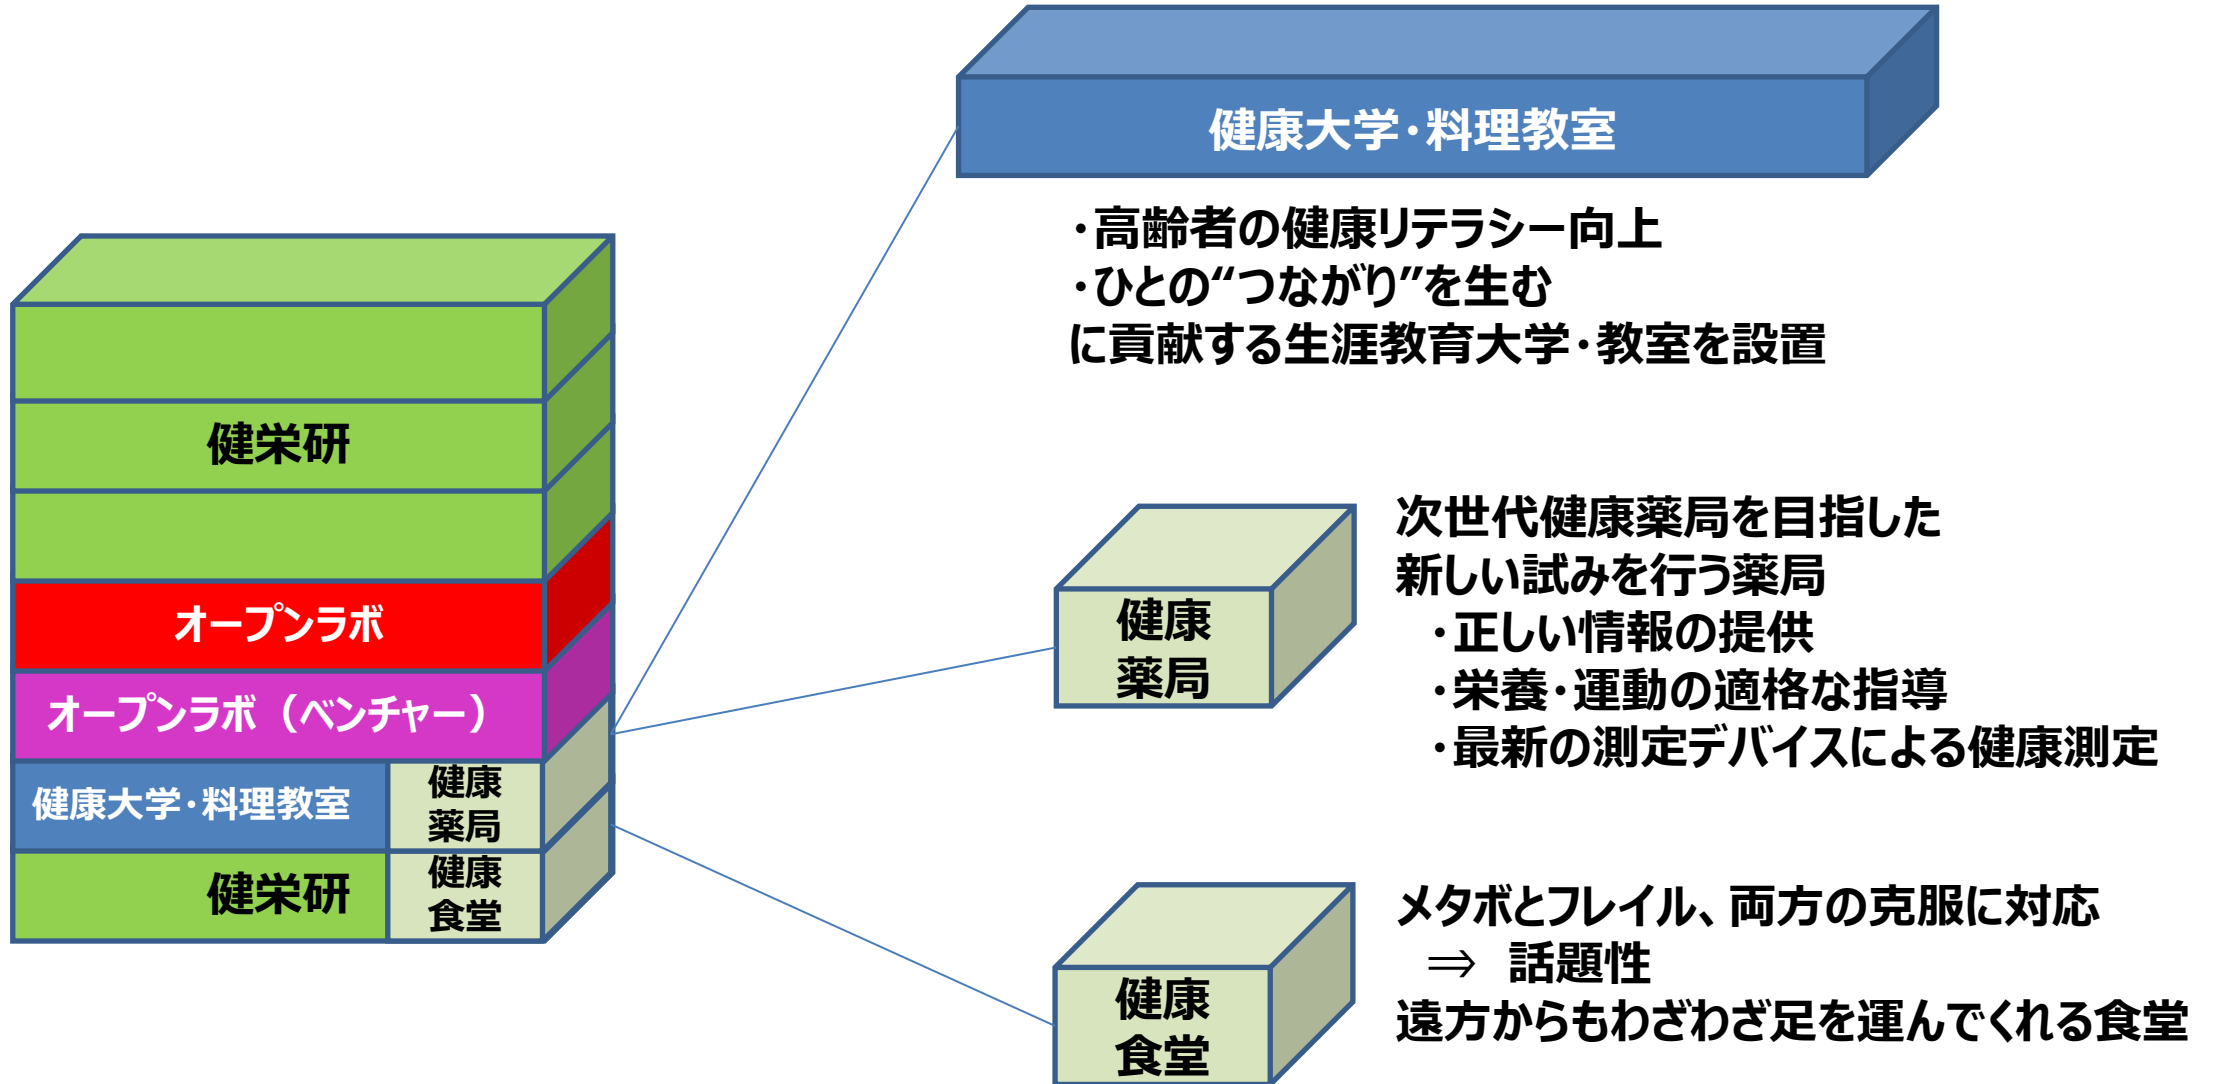 健栄研
オープンラボ
オープンラボ（ベンチャー）
健康大学･料理教室
健康
薬局
健栄研
健康
食堂
健康大学･料理教室
･高齢者の健康リテラシー向上
･ひとの“つながり”を生む
に貢献する生涯教育大学･教室を設置
健康
薬局
次世代健康薬局を目指した
新しい試みを行う薬局
･正しい情報の提供
･栄養･運動の適格な指導
･最新の測定デバイスによる健康測定
健康
食堂
メタボとフレイル、両方の克服に対応
⇒ 話題性
遠方からもわざわざ足を運んでくれる食堂